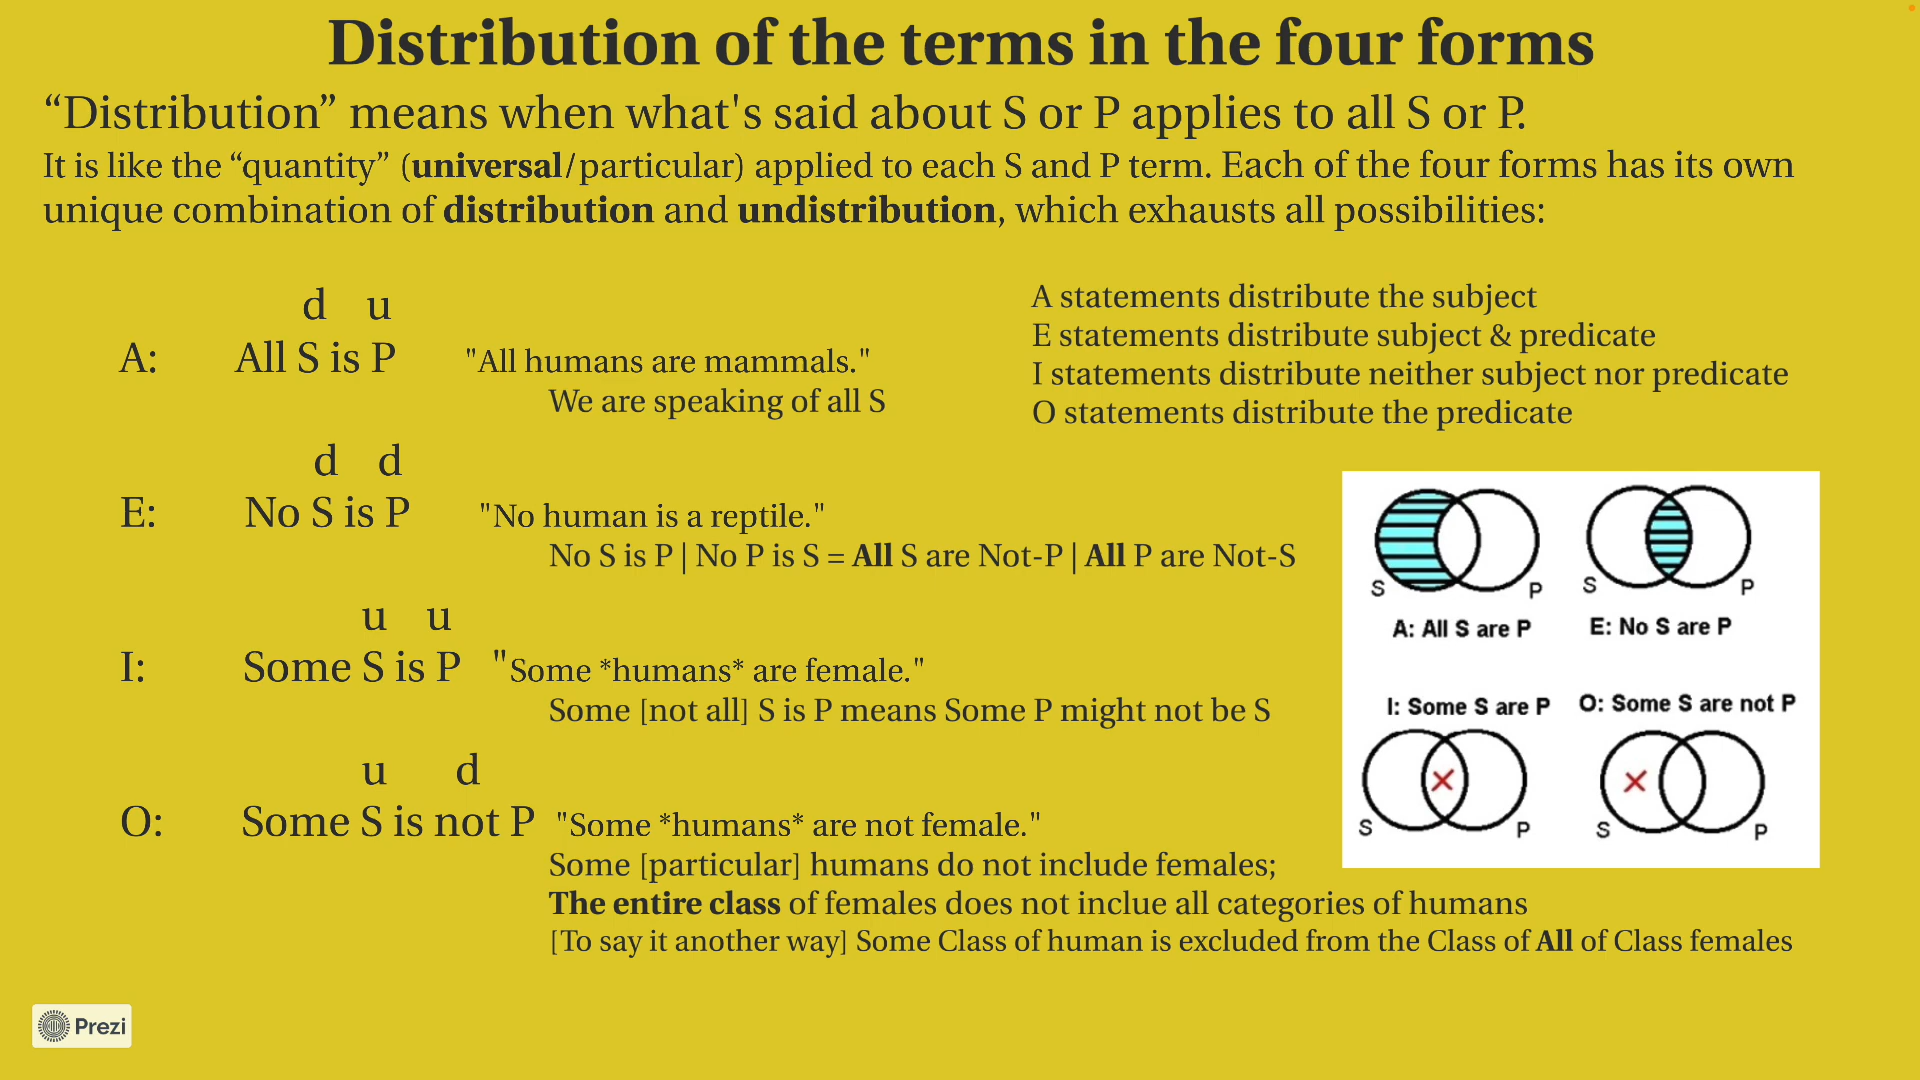 Distribution of the terms in the four forms
“Distribution” means when what's said about S or P applies to all S or P.
It is like the “quantity” (universal/particular) applied to each S and P term. Each of the four forms has its own
unique combination of distribution and undistribution, which exhausts all possibilities:
d u
A: All S is P "All humans are mammals."
We are speaking of all S
d d
E: No S is P "No human is a reptile."
No S is P | No P is S = All S are Not-P | All P are Not-S
u u
I: Some S is P "Some *humans* are female."
Some [not all] S is P means Some P might not be S
u d
O: Some S is not P "Some *humans* are not female."
Some [particular] humans do not include females;
The entire class of females does not inclue all categories of humans
[To say it another way] Some Class of human is excluded from the Class of All of Class females
A statements distribute the subject
E statements distribute subject & predicate
I statements distribute neither subject nor predicate
O statements distribute the predicate
S P S P
A: All S are P E: No S are P
I: Some S are P O: Some S are not P
S P S P
Prezi